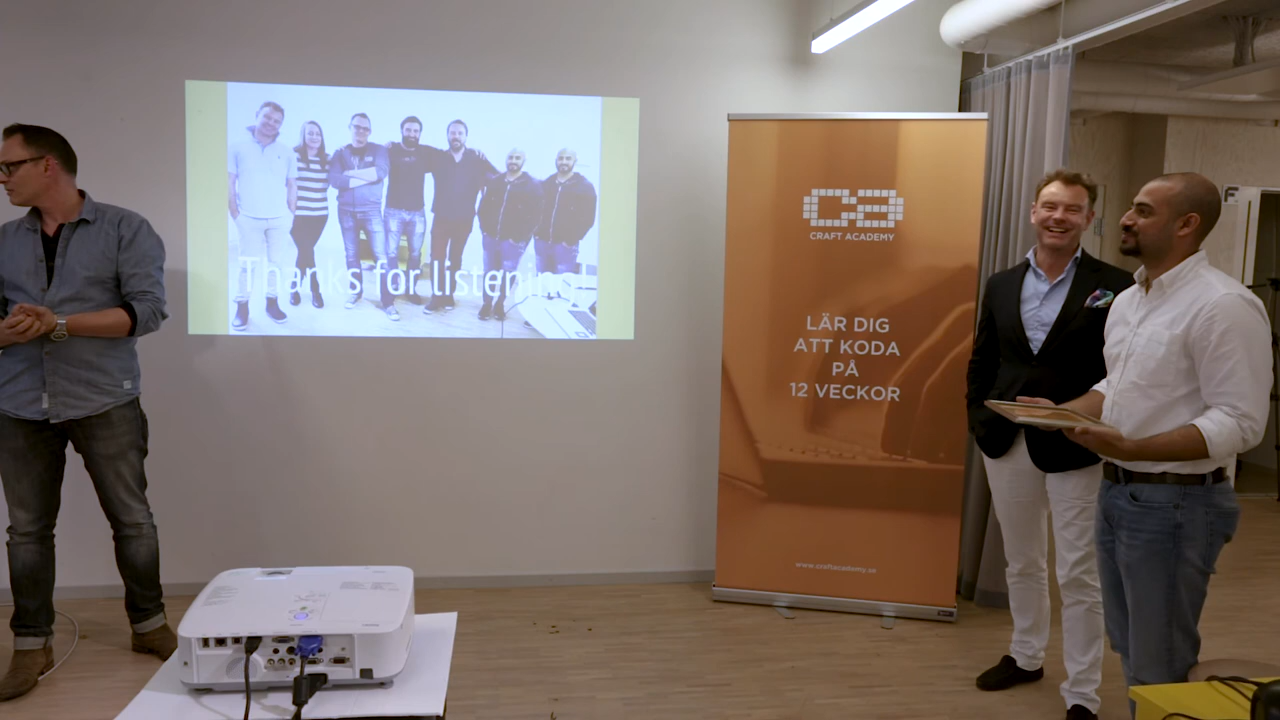 Thanks for listening!
CRAFT ACADEMY
LÄR DIG
ATT KODA
PÅ
12 VECKOR
www.craftacademy.se